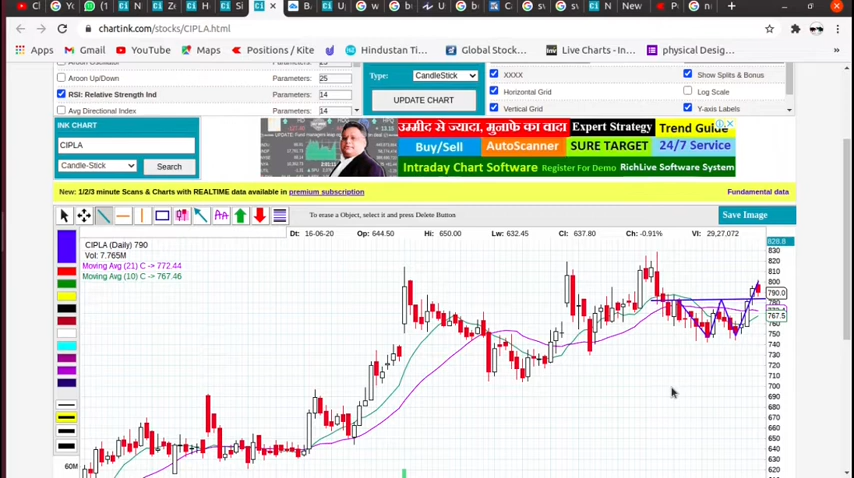 chartink.com/stocks/CIPLA.html
Apps
Gmail
YouTube
Maps
Positions / Kite
Hindustan Tim...
Global Stock...
Live Charts - In...
physical Desig...
Aroon Up/Down
Parameters:
25
RSI: Relative Strength Ind
Parameters:
14
Avg Directional Index
Parameters:
14
Type:
CandleStick
UPDATE CHART
XXXX
Show Splits & Bonus
Horizontal Grid
Log Scale
Vertical Grid
Y-axis Labels
INK CHART
CIPLA
Candle-Stick
Search
उम्मीद से ज्यादा, मुनाफे का वादा
Expert Strategy
Trend Guide
Buy/Sell
AutoScanner
SURE TARGET
24/7 Service
Intraday Chart Software
Register For Demo
RichLive Software System
New: 1/2/3 minute Scans & Charts with REALTIME data available in premium subscription
Fundamental data
To erase a Object, select it and press Delete Button
Save Image
Dt: 16-06-20
Op: 644.50
Hi: 650.00
Lw: 632.45
Cl: 637.80
Ch: -0.91%
Vl: 29,27,072
CIPLA (Daily) 790
Vol: 7.765M
Moving Avg (21) C -> 772.44
Moving Avg (10) C -> 767.46
828.8
830
820
810
800
790.0
780
767.5
760
750
740
730
720
710
700
690
680
670
660
650
640
630
620
60M